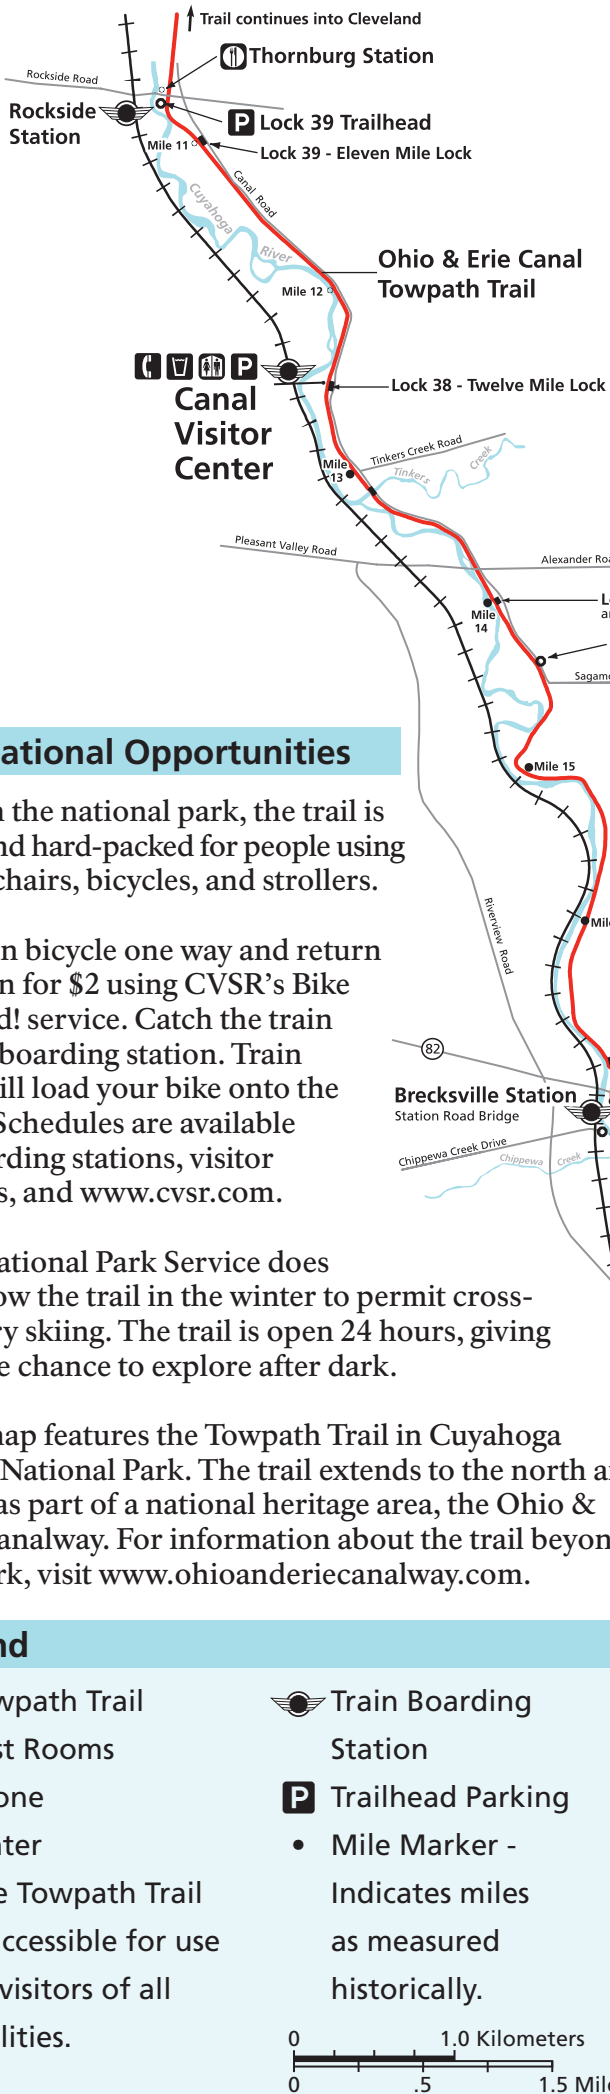 Trail continues into Cleveland
Thornburg Station
Rockside Road
Rockside
Station
P Lock 39 Trailhead
Mile 11
Lock 39 - Eleven Mile Lock
Canal Road
Cuyahoga
River
Ohio & Erie Canal
Towpath Trail
Mile 12
P
Canal
Visitor
Center
Lock 38 - Twelve Mile Lock
Tinkers Creek Road
Tinkers
Creek
Mile
13
Pleasant Valley Road
Alexander Roa
L
an
Mile
14
Sagamo
Mile 15
ational Opportunities
n the national park, the trail is
nd hard-packed for people using
chairs, bicycles, and strollers.
n bicycle one way and return
n for $2 using CVSR’s Bike
d! service. Catch the train
boarding station. Train
ill load your bike onto the
Schedules are available
rding stations, visitor
s, and www.cvsr.com.
Riverview Road
Mile
82
Brecksville Station
Station Road Bridge
Chippewa Creek Drive
Chippewa Creek
ational Park Service does
ow the trail in the winter to permit cross-
ry skiing. The trail is open 24 hours, giving
e chance to explore after dark.
map features the Towpath Trail in Cuyahoga
National Park. The trail extends to the north a
as part of a national heritage area, the Ohio &
analway. For information about the trail beyon
rk, visit www.ohioanderiecanalway.com.
nd
wpath Trail
st Rooms
one
ater
e Towpath Trail
ccessible for use
visitors of all
lities.
Train Boarding
Station
P Trailhead Parking
• Mile Marker -
Indicates miles
as measured
historically.
0 1.0 Kilometers
0 .5 1.5 Mile